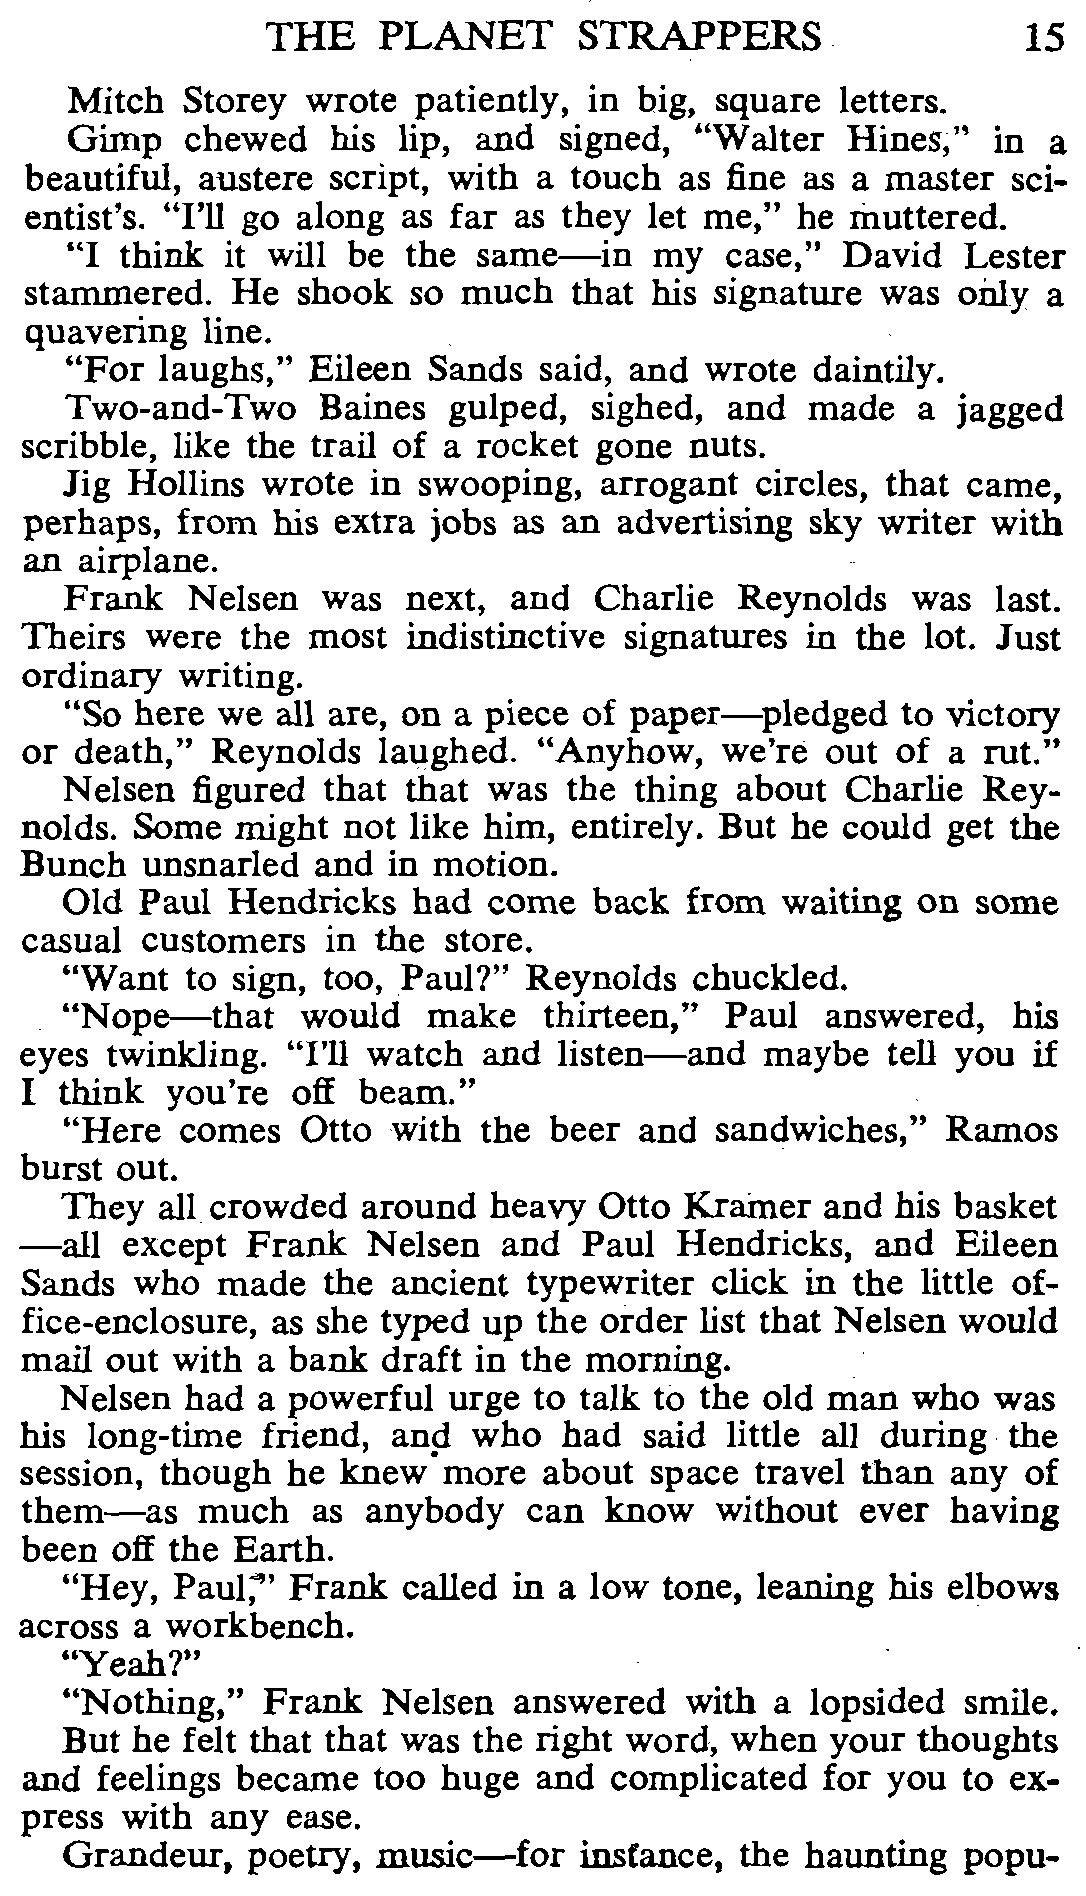 THE PLANET STRAPPERS 15
Mitch Storey wrote patiently, in big, square letters.
Gimp chewed his lip, and signed, “Walter Hines,” in a
beautiful, austere script, with a touch as fine as a master sci-
entist's. “I'll go along as far as they let me,” he muttered.
“I think it will be the same—in my case,” David Lester
stammered. He shook so much that his signature was only a
quavering line.
“For laughs,” Eileen Sands said, and wrote daintily.
Two-and-Two Baines gulped, sighed, and made a jagged
scribble, like the trail of a rocket gone nuts.
Jig Hollins wrote in swooping, arrogant circles, that came,
perhaps, from his extra jobs as an advertising sky writer with
an airplane.
Frank Nelsen was next, and Charlie Reynolds was last.
Theirs were the most indistinctive signatures in the lot. Just
ordinary writing.
“So here we all are, on a piece of paper—pledged to victory
or death,” Reynolds laughed. “Anyhow, we're out of a rut.”
Nelsen figured that that was the thing about Charlie Rey-
nolds. Some might not like him, entirely. But he could get the
Bunch unsnarled and in motion.
Old Paul Hendricks had come back from waiting on some
casual customers in the store.
“Want to sign, too, Paul?” Reynolds chuckled.
“Nope—that would make thirteen,” Paul answered, his
eyes twinkling. “I'll watch and listen—and maybe tell you if
I think you're off beam.”
“Here comes Otto with the beer and sandwiches,” Ramos
burst out.
They all crowded around heavy Otto Kramer and his basket
—all except Frank Nelsen and Paul Hendricks, and Eileen
Sands who made the ancient typewriter click in the little of-
fice-enclosure, as she typed up the order list that Nelsen would
mail out with a bank draft in the morning.
Nelsen had a powerful urge to talk to the old man who was
his long-time friend, and who had said little all during the
session, though he knew more about space travel than any of
them—as much as anybody can know without ever having
been off the Earth.
“Hey, Paul,” Frank called in a low tone, leaning his elbows
across a workbench.
“Yeah?”
“Nothing,” Frank Nelsen answered with a lopsided smile.
But he felt that that was the right word, when your thoughts
and feelings became too huge and complicated for you to ex-
press with any ease.
Grandeur, poetry, music—for instance, the haunting popu-